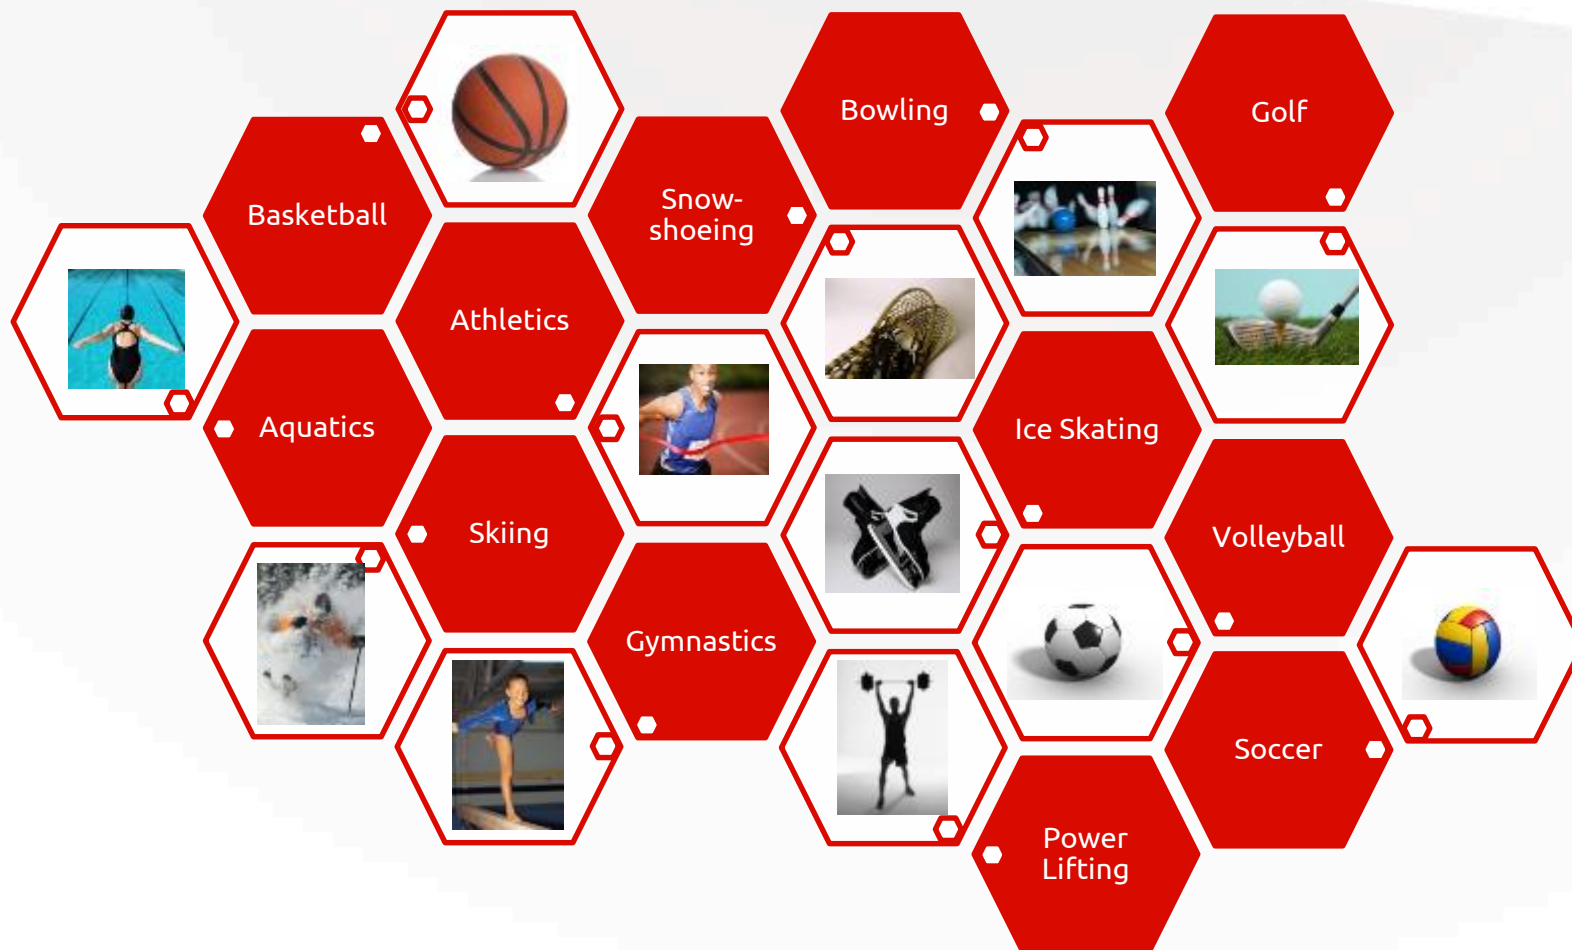 Bowling
Golf
Basketball
Snow-
shoeing
Athletics
Aquatics
Ice Skating
Skiing
Volleyball
Gymnastics
Soccer
Power
Lifting